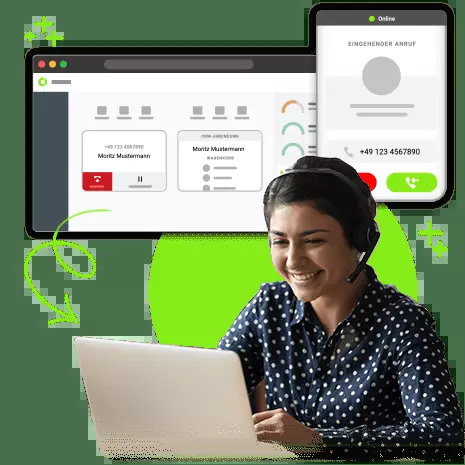 Online
EINGEHENDER ANRUF
+49 123 4567890
+49 123 4567890
Moritz Mustermann
CRM-ANBINDUNG
Moritz Mustermann
WARENKORB